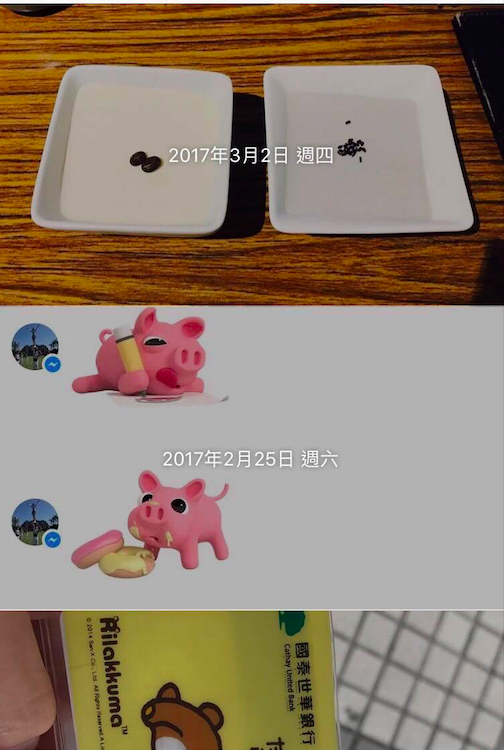 2017年3月2日 週四
2017年2月25日 週六
Rilakkuma™
© 2014 San-X Co., Ltd. All Rights Reserved.
國泰世華銀行
Cathay United Bank